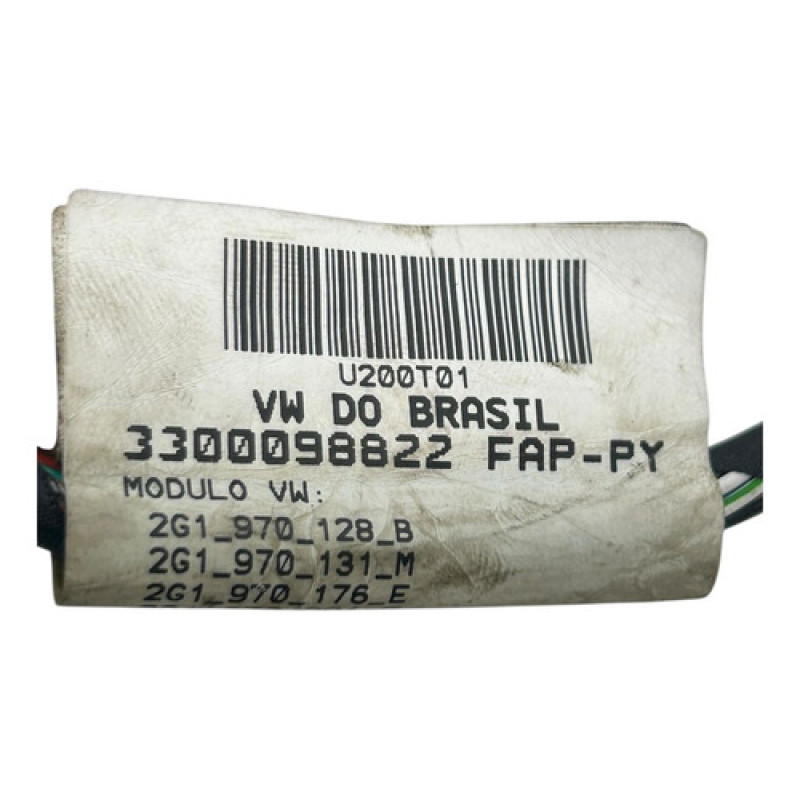 U200T01
VW DO BRASIL
3300098822 FAP-PY
MODULO VW:
2G1_970_128_B
2G1_970_131_M
2G1_970_176_E